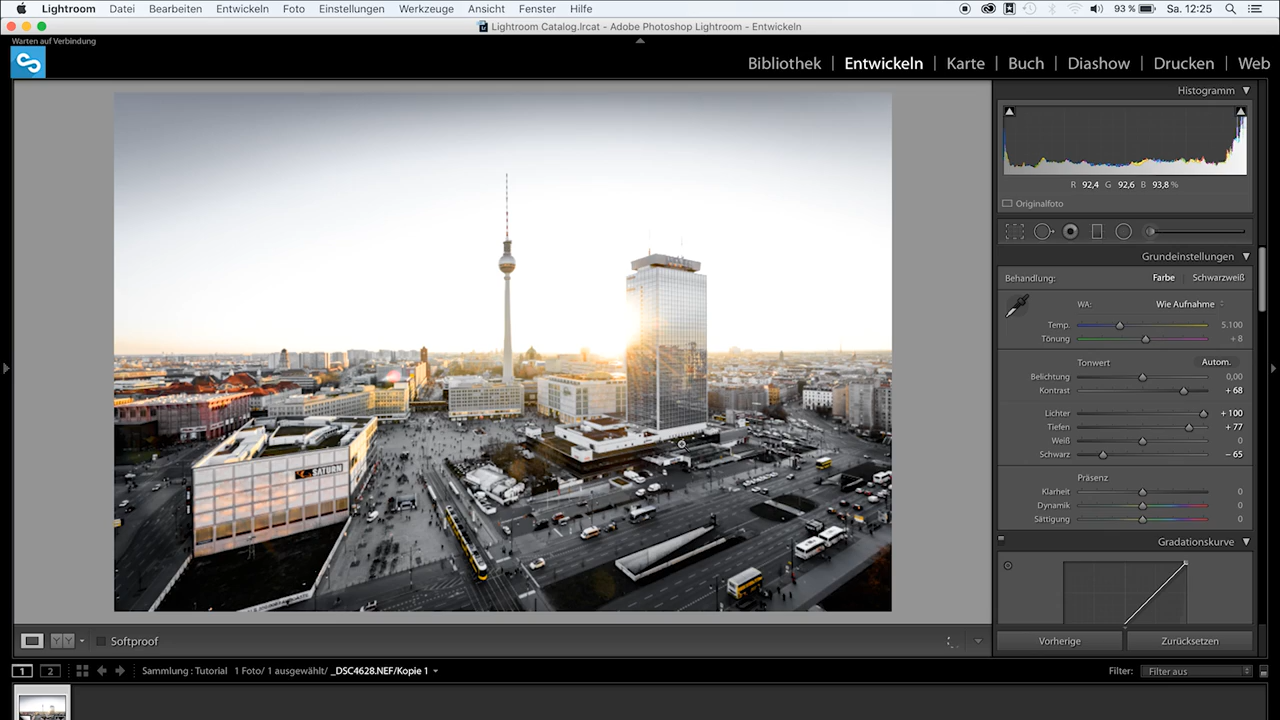 Lightroom Datei Bearbeiten Entwickeln Foto Einstellungen Werkzeuge Ansicht Fenster Hilfe 93 % Sa. 12:25
Lightroom Catalog.lrcat - Adobe Photoshop Lightroom - Entwickeln
Warten auf Verbindung
Bibliothek | Entwickeln | Karte | Buch | Diashow | Drucken | Web
Histogramm
R 92,4 G 92,6 B 93,8 %
Originalfoto
Grundeinstellungen
Behandlung: Farbe Schwarzweiß
WA: Wie Aufnahme
Temp. 5.100
Tönung + 8
Tonwert Autom.
Belichtung 0,00
Kontrast + 68
Lichter + 100
Tiefen + 77
Weiß 0
Schwarz − 65
Präsenz
Klarheit 0
Dynamik 0
Sättigung 0
Gradationskurve
SATURN
Softproof
Vorherige Zurücksetzen
1 2 Sammlung : Tutorial 1 Foto/ 1 ausgewählt/ _DSC4628.NEF/Kopie 1 Filter: Filter aus